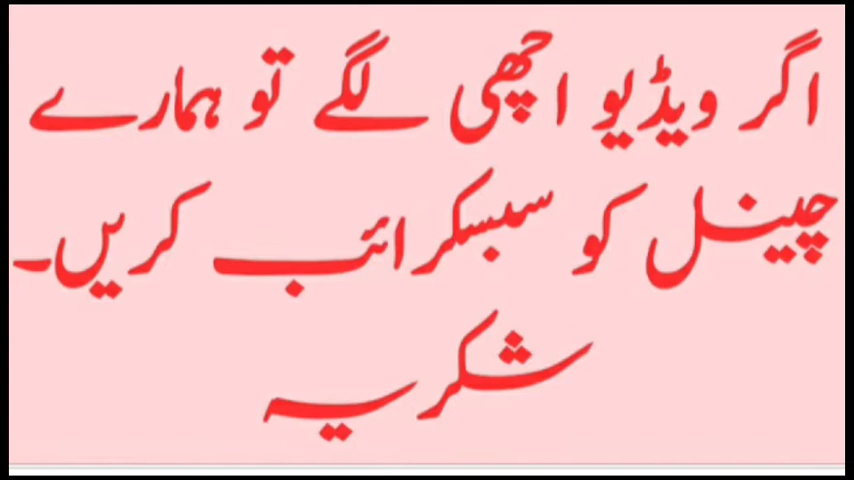 اگر ویڈیو اچھی لگے تو ہمارے
چینل کو سبسکرائب کریں۔
شکریہ